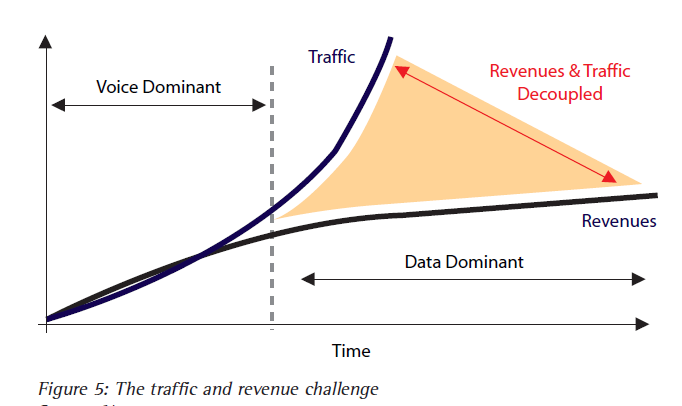 Traffic
Voice Dominant
Revenues & Traffic
Decoupled
Revenues
Data Dominant
Time
Figure 5: The traffic and revenue challenge